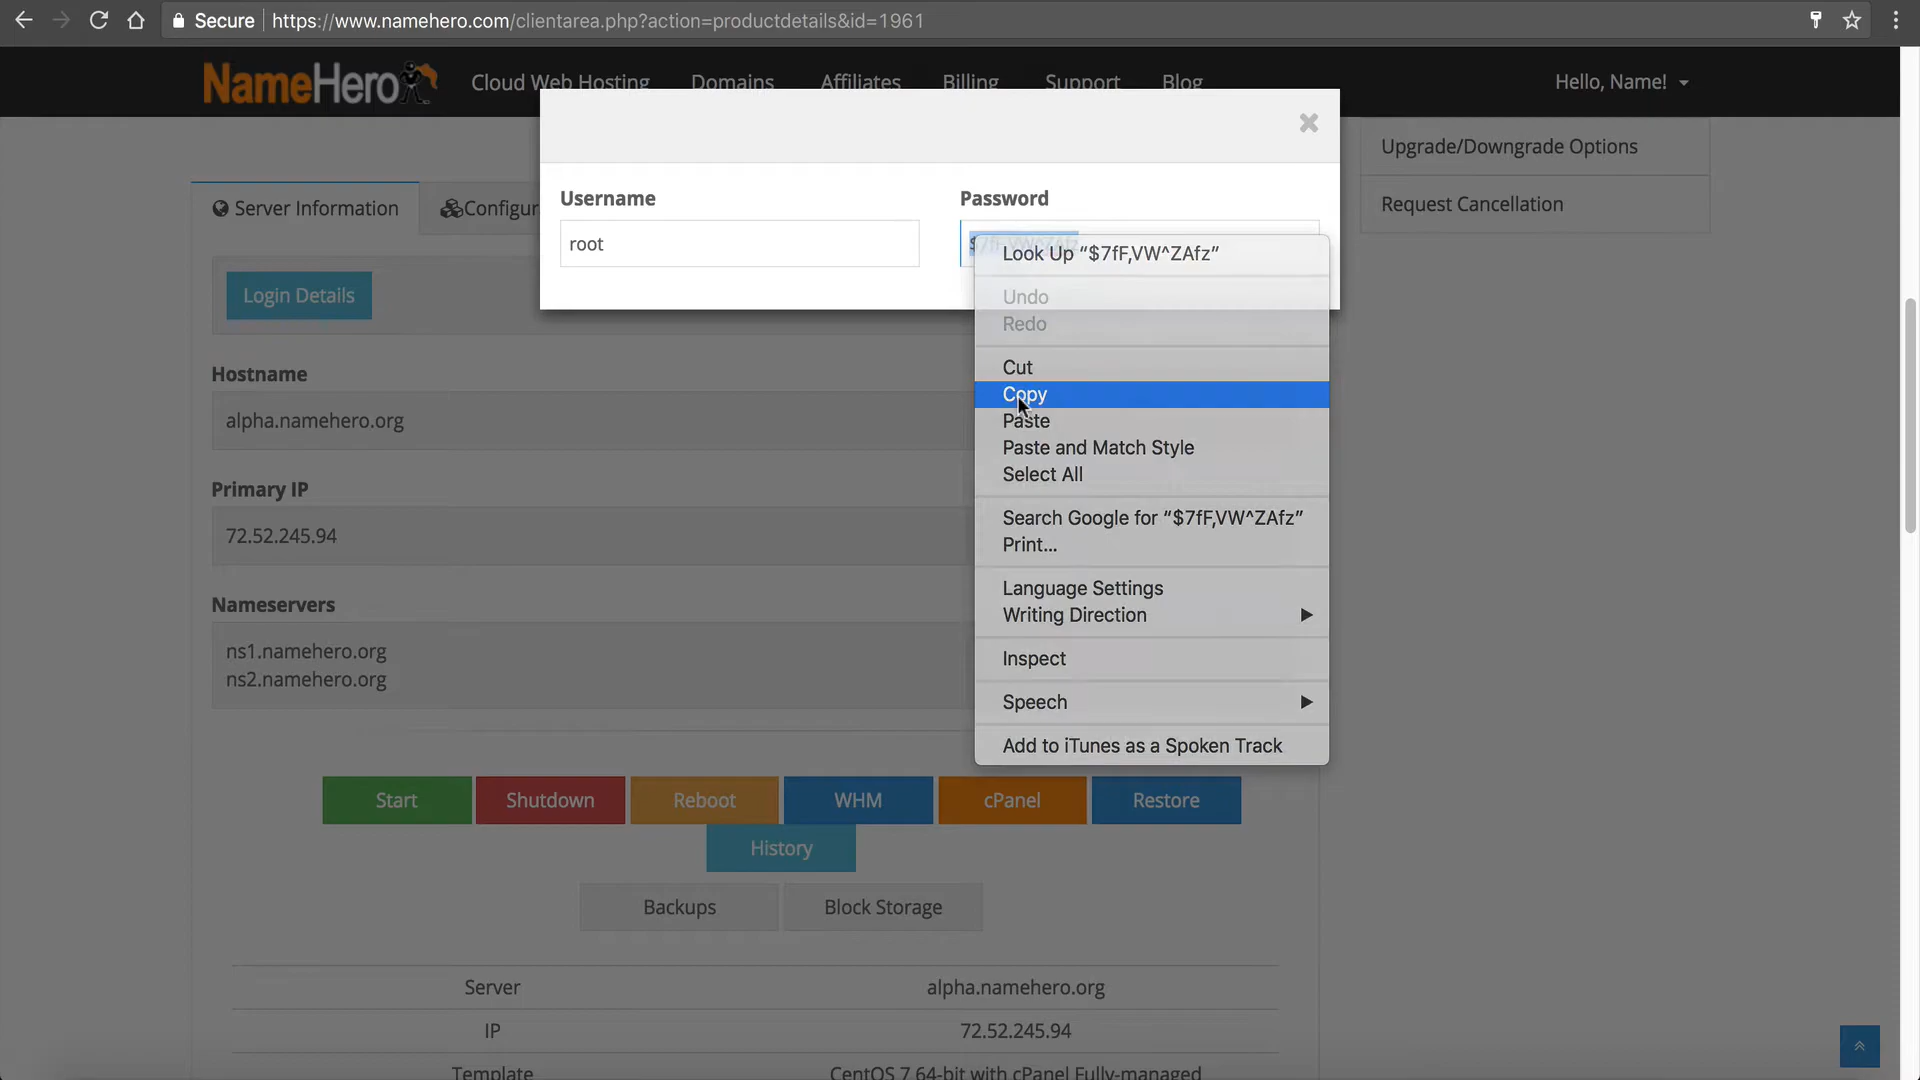 Secure
https://www.namehero.com/clientarea.php?action=productdetails&id=1961
NameHero
Cloud Web Hosting
Domains
Affiliates
Billing
Support
Blog
Hello, Name!
Upgrade/Downgrade Options
Request Cancellation
Server Information
Configur
Username
Password
root
$7fF,VW^ZAfz
Look Up “$7fF,VW^ZAfz”
Undo
Redo
Cut
Copy
Paste
Paste and Match Style
Select All
Search Google for “$7fF,VW^ZAfz”
Print...
Language Settings
Writing Direction
Inspect
Speech
Add to iTunes as a Spoken Track
Login Details
Hostname
alpha.namehero.org
Primary IP
72.52.245.94
Nameservers
ns1.namehero.org
ns2.namehero.org
Start
Shutdown
Reboot
WHM
cPanel
Restore
History
Backups
Block Storage
Server
alpha.namehero.org
IP
72.52.245.94
Template
CentOS 7 64-bit with cPanel Fully-managed